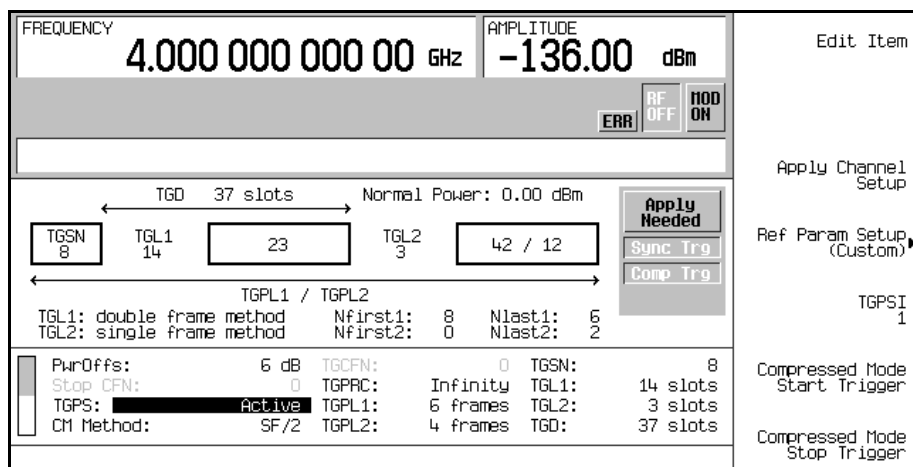 FREQUENCY
4.000 000 000 00 GHz
AMPLITUDE
-136.00 dBm
ERR
RF OFF
MOD ON
Edit Item
Apply Channel
Setup
Ref Param Setup
(Custom)
TGPSI
1
Compressed Mode
Start Trigger
Compressed Mode
Stop Trigger
TGD 37 slots Normal Power: 0.00 dBm
Apply
Needed
Sync Trg
Comp Trg
TGSN
8
TGL1
14
23
TGL2
3
42 / 12
TGPL1 / TGPL2
TGL1: double frame method Nfirst1: 8 Nlast1: 6
TGL2: single frame method Nfirst2: 0 Nlast2: 2
PwrOffs: 6 dB TGCFN: 0 TGSN: 8
Stop CFN: 0 TGPRC: Infinity TGL1: 14 slots
TGPS: Active TGPL1: 6 frames TGL2: 3 slots
CM Method: SF/2 TGPL2: 4 frames TGD: 37 slots